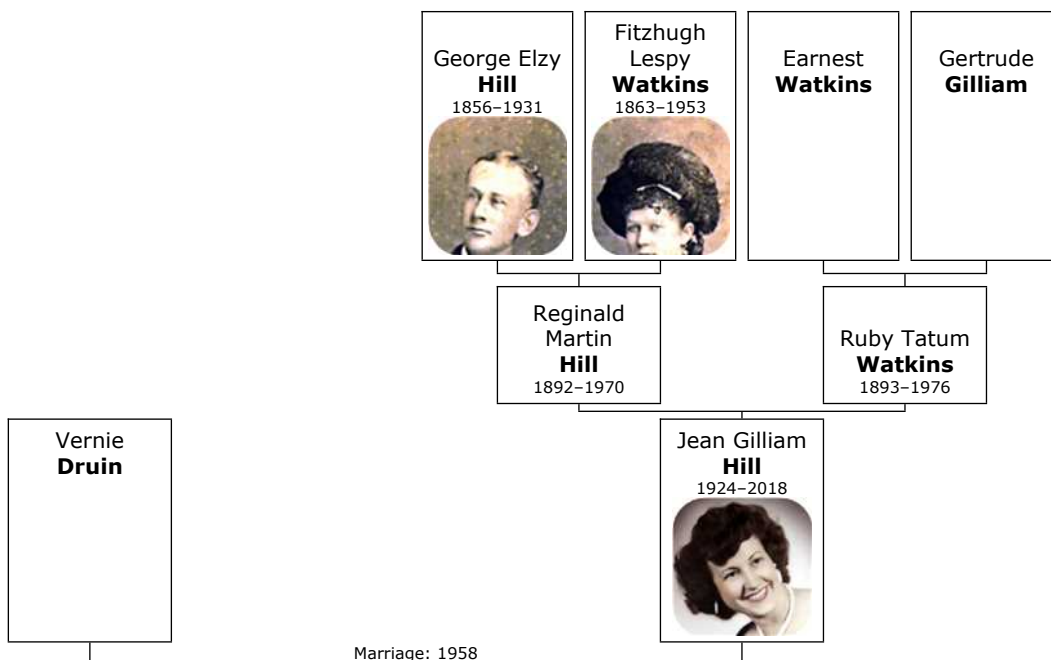 George Elzy
Hill
1856–1931
Fitzhugh
Lespy
Watkins
1863–1953
Earnest
Watkins
Gertrude
Gilliam
Reginald
Martin
Hill
1892–1970
Ruby Tatum
Watkins
1893–1976
Vernie
Druin
Jean Gilliam
Hill
1924–2018
Marriage: 1958